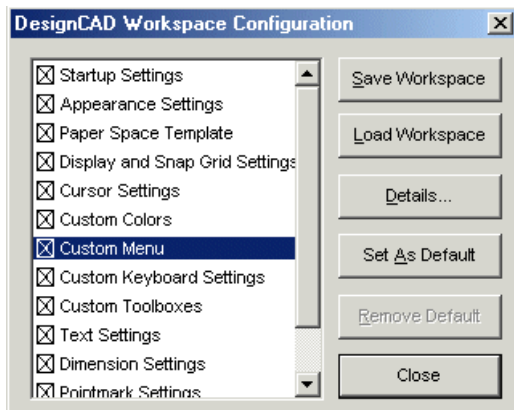 DesignCAD Workspace Configuration
Startup Settings
Appearance Settings
Paper Space Template
Display and Snap Grid Settings
Cursor Settings
Custom Colors
Custom Menu
Custom Keyboard Settings
Custom Toolboxes
Text Settings
Dimension Settings
Pointmark Settings
Save Workspace
Load Workspace
Details...
Set As Default
Remove Default
Close